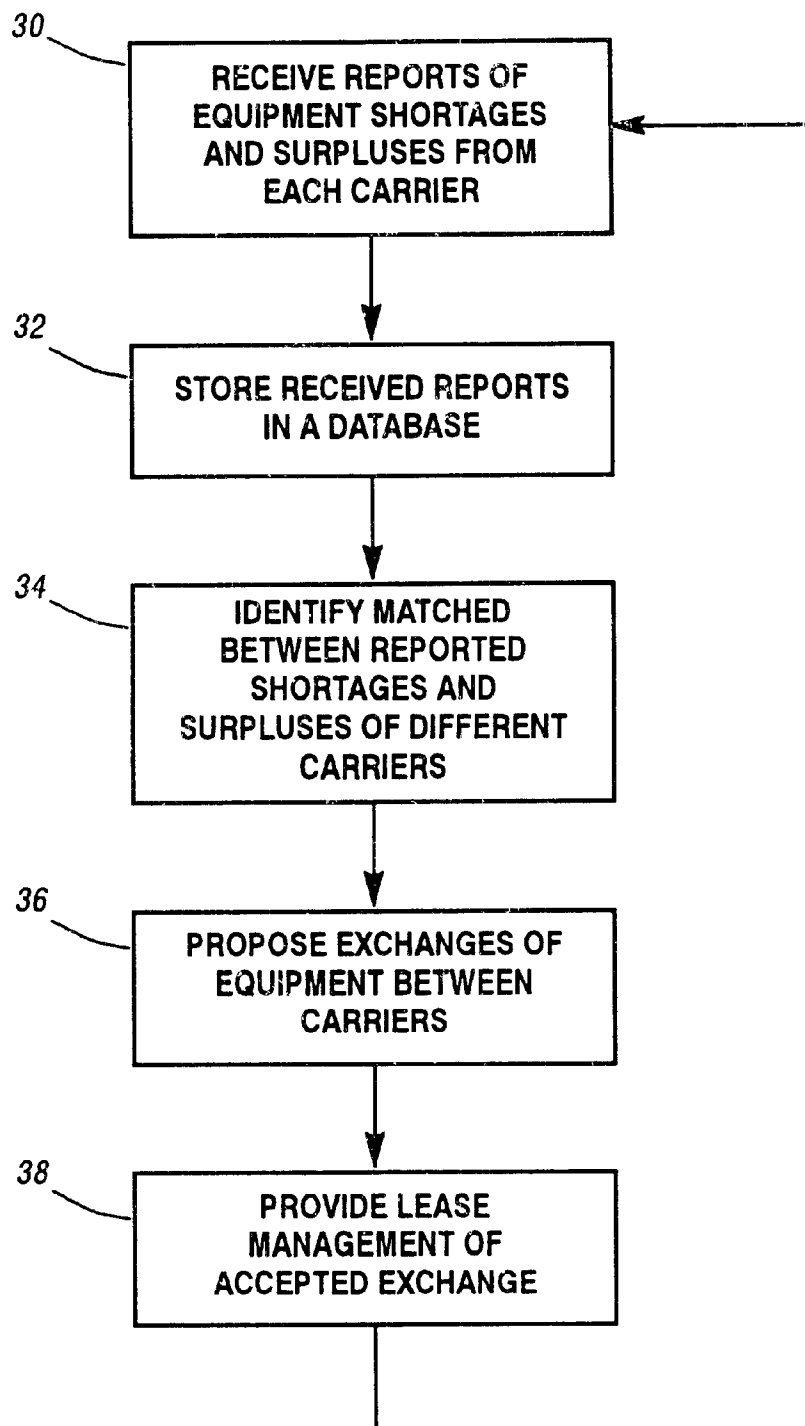 30
RECEIVE REPORTS OF
EQUIPMENT SHORTAGES
AND SURPLUSES FROM
EACH CARRIER
32
STORE RECEIVED REPORTS
IN A DATABASE
34
IDENTIFY MATCHED
BETWEEN REPORTED
SHORTAGES AND
SURPLUSES OF DIFFERENT
CARRIERS
36
PROPOSE EXCHANGES OF
EQUIPMENT BETWEEN
CARRIERS
38
PROVIDE LEASE
MANAGEMENT OF
ACCEPTED EXCHANGE